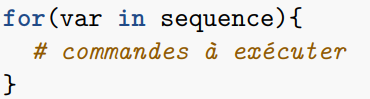 for(var in sequence){
# commandes à exécuter
}